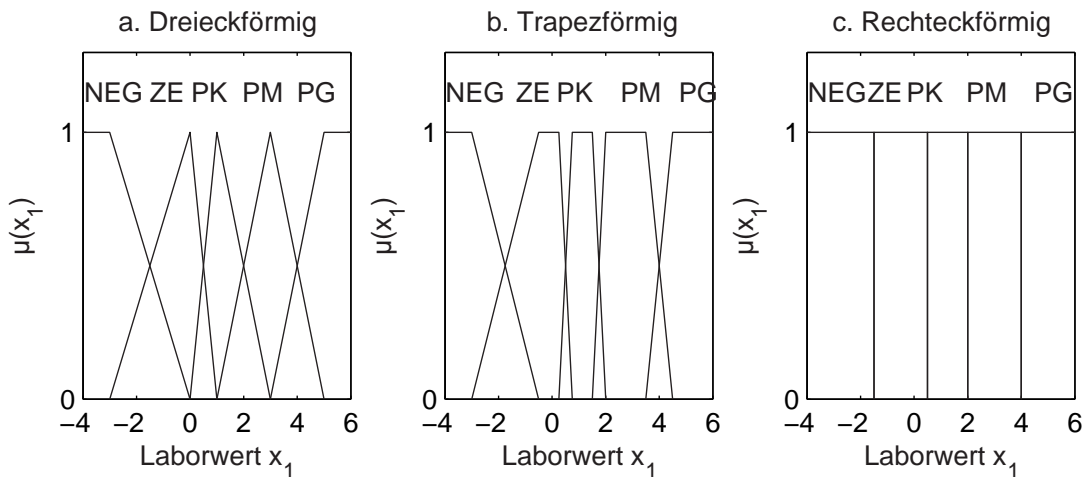 a. Dreieckförmig
NEG ZE PK PM PG
1
0
μ(x1)
−4 −2 0 2 4 6
Laborwert x1
b. Trapezförmig
NEG ZE PK PM PG
1
0
μ(x1)
−4 −2 0 2 4 6
Laborwert x1
c. Rechteckförmig
NEG ZE PK PM PG
1
0
μ(x1)
−4 −2 0 2 4 6
Laborwert x1